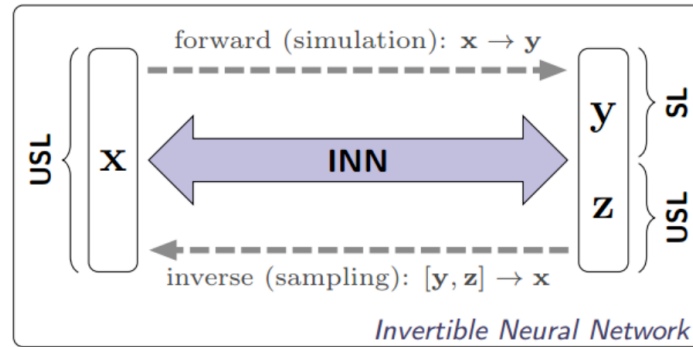 forward (simulation): x → y
USL
x
INN
y
z
SL
USL
inverse (sampling): [y, z] → x
Invertible Neural Network